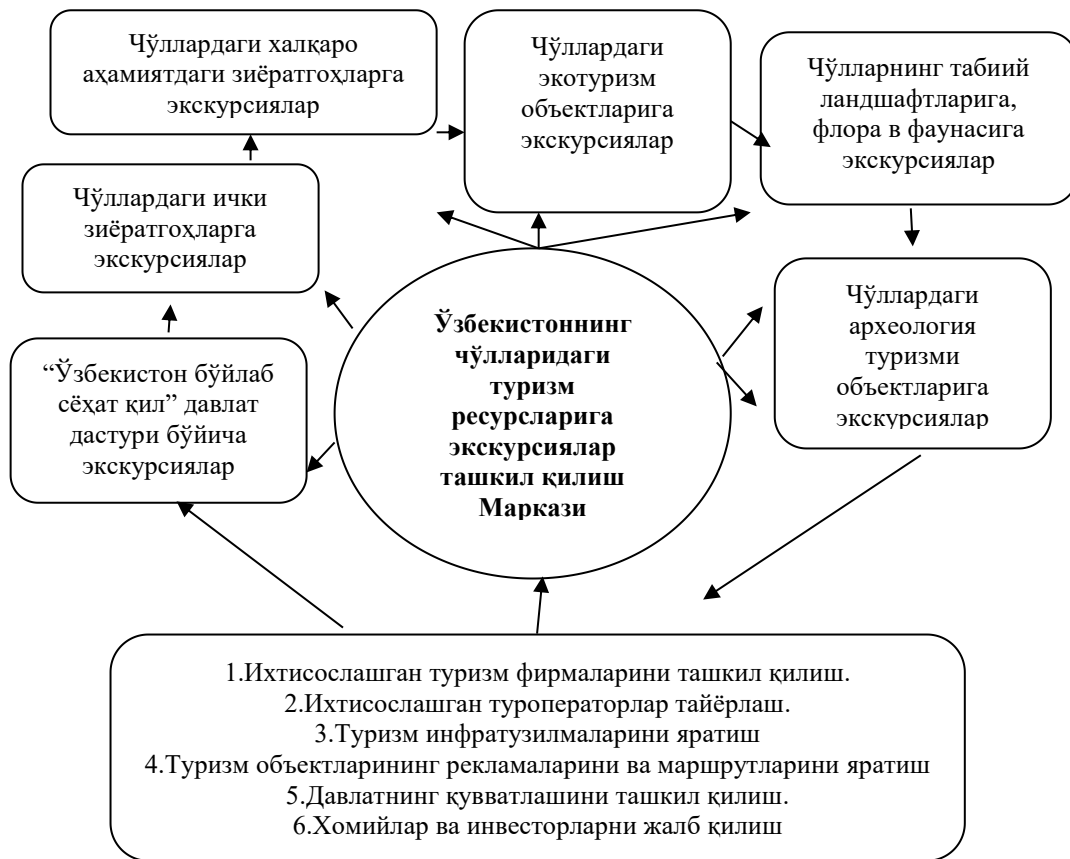 Чўллардаги халқаро
аҳамиятдаги зиёратгоҳларга
экскурсиялар
Чўллардаги
экотуризм
объектларига
экскурсиялар
Чўлларнинг табиий
ландшафтларига,
флора в фаунасига
экскурсиялар
Чўллардаги ички
зиёратгоҳларга
экскурсиялар
Ўзбекистоннинг
чўлларидаги
туризм
ресурсларига
экскурсиялар
ташкил қилиш
Маркази
Чўллардаги
археология
туризми
объектларига
экскурсиялар
“Ўзбекистон бўйлаб
сёҳат қил” давлат
дастури бўйича
экскурсиялар
1.Ихтисослашган туризм фирмаларини ташкил қилиш.
2.Ихтисослашган туроператорлар тайёрлаш.
3.Туризм инфратузилмаларини яратиш
4.Туризм объектларининг рекламаларини ва маршрутларини яратиш
5.Давлатнинг қувватлашини ташкил қилиш.
6.Хомийлар ва инвесторларни жалб қилиш